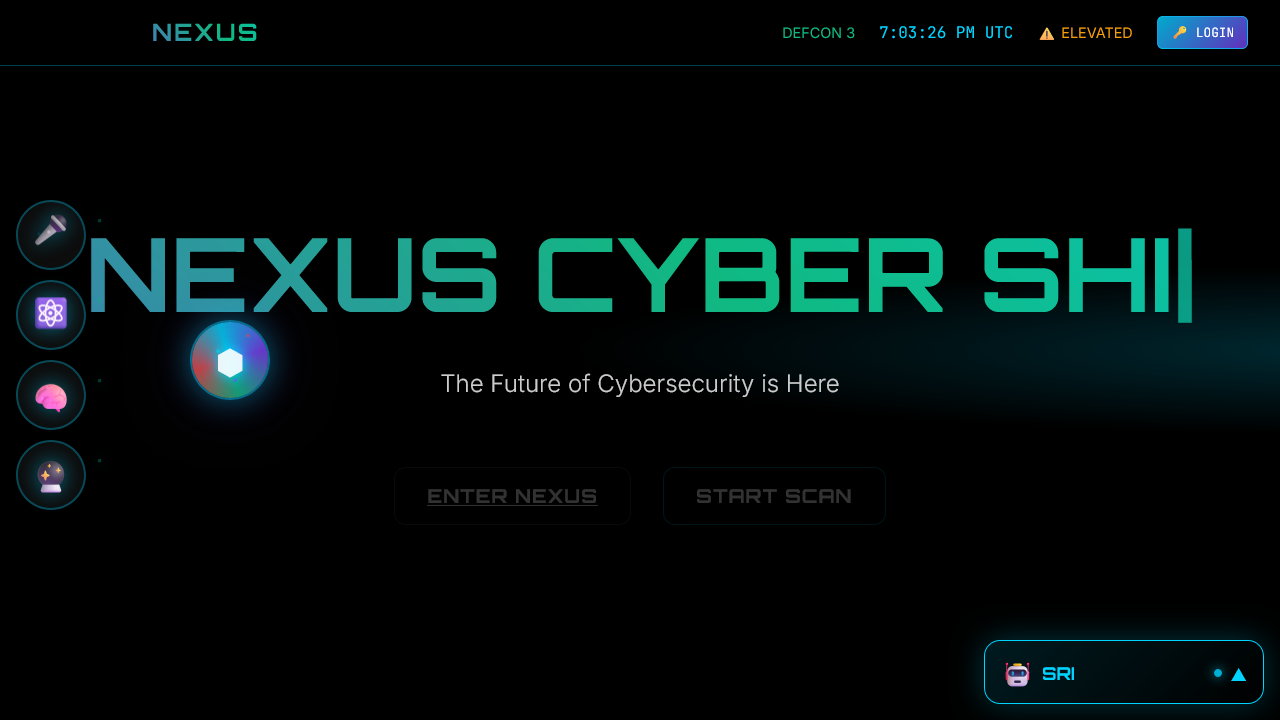 NEXUS
DEFCON 3
7:03:26 PM UTC
⚠️ ELEVATED
🔑 LOGIN
NEXUS CYBER SHI
The Future of Cybersecurity is Here
ENTER NEXUS
START SCAN
SRI